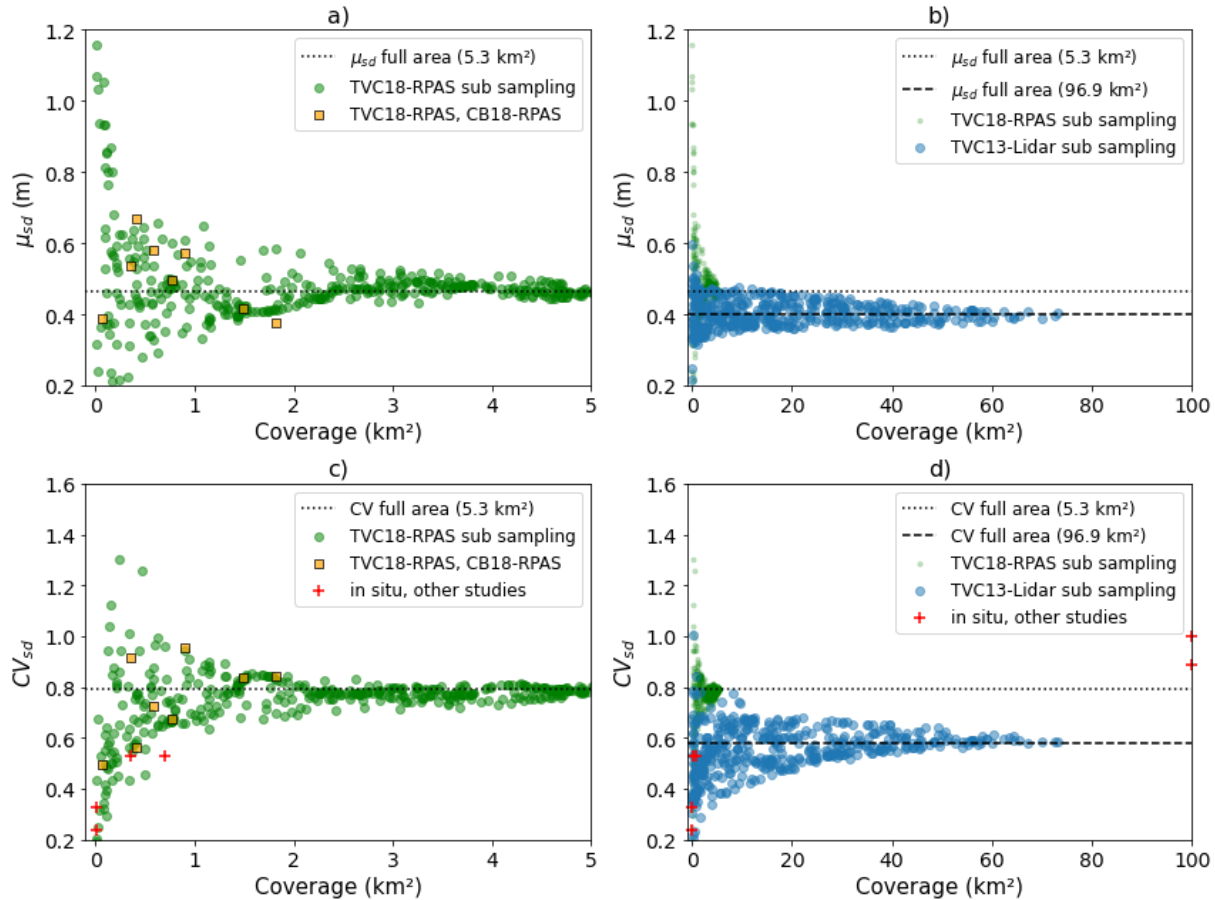 a)
1.2
1.0
0.8
0.6
0.4
0.2
μsd (m)
μsd full area (5.3 km²)
TVC18-RPAS sub sampling
TVC18-RPAS, CB18-RPAS
0 1 2 3 4 5
Coverage (km²)
b)
1.2
1.0
0.8
0.6
0.4
0.2
μsd (m)
μsd full area (5.3 km²)
μsd full area (96.9 km²)
TVC18-RPAS sub sampling
TVC13-Lidar sub sampling
0 20 40 60 80 100
Coverage (km²)
c)
1.6
1.4
1.2
1.0
0.8
0.6
0.4
0.2
CVsd
CV full area (5.3 km²)
TVC18-RPAS sub sampling
TVC18-RPAS, CB18-RPAS
in situ, other studies
0 1 2 3 4 5
Coverage (km²)
d)
1.6
1.4
1.2
1.0
0.8
0.6
0.4
0.2
CVsd
CV full area (5.3 km²)
CV full area (96.9 km²)
TVC18-RPAS sub sampling
TVC13-Lidar sub sampling
in situ, other studies
0 20 40 60 80 100
Coverage (km²)